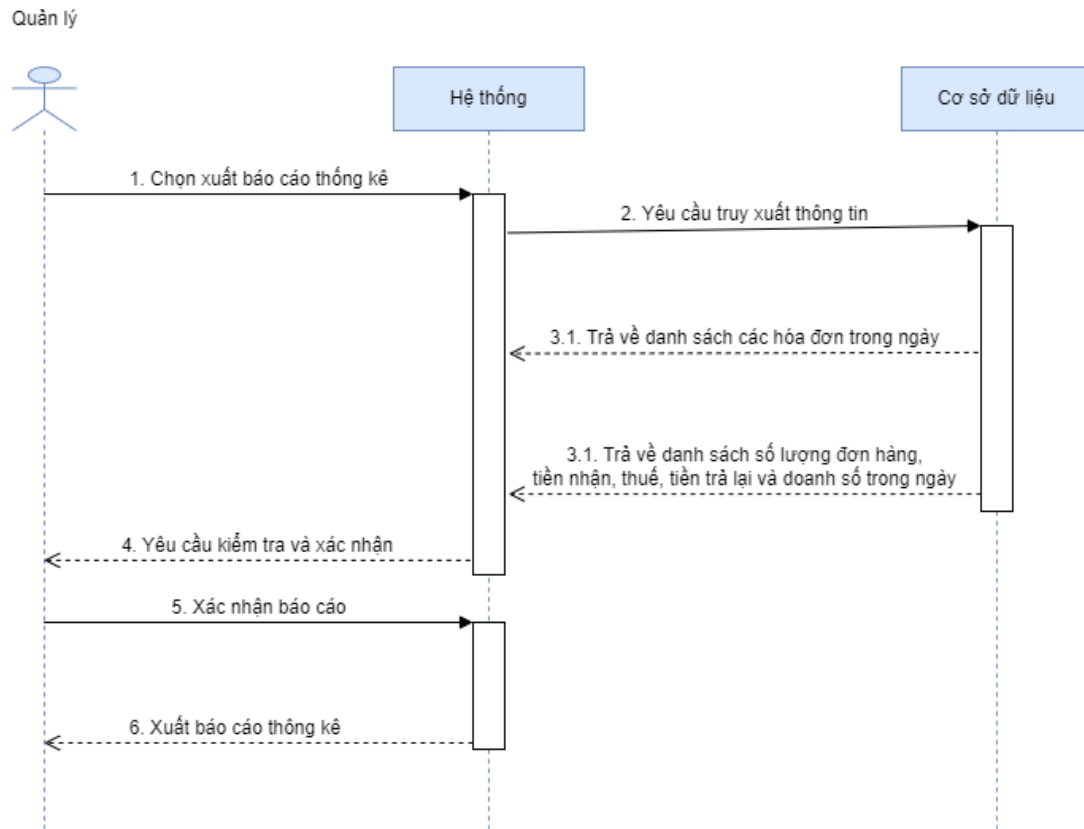 Quản lý
Hệ thống
Cơ sở dữ liệu
1. Chọn xuất báo cáo thống kê
2. Yêu cầu truy xuất thông tin
3.1. Trả về danh sách các hóa đơn trong ngày
3.1. Trả về danh sách số lượng đơn hàng,
tiền nhận, thuế, tiền trả lại và doanh số trong ngày
4. Yêu cầu kiểm tra và xác nhận
5. Xác nhận báo cáo
6. Xuất báo cáo thông kê